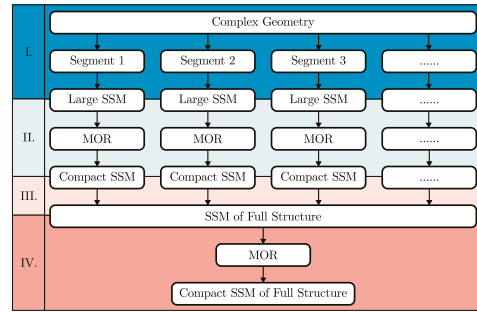 Complex Geometry
I.
Segment 1 Segment 2 Segment 3 ......
Large SSM Large SSM Large SSM ......
II.
MOR MOR MOR ......
Compact SSM Compact SSM Compact SSM ......
III.
SSM of Full Structure
MOR
IV.
Compact SSM of Full Structure